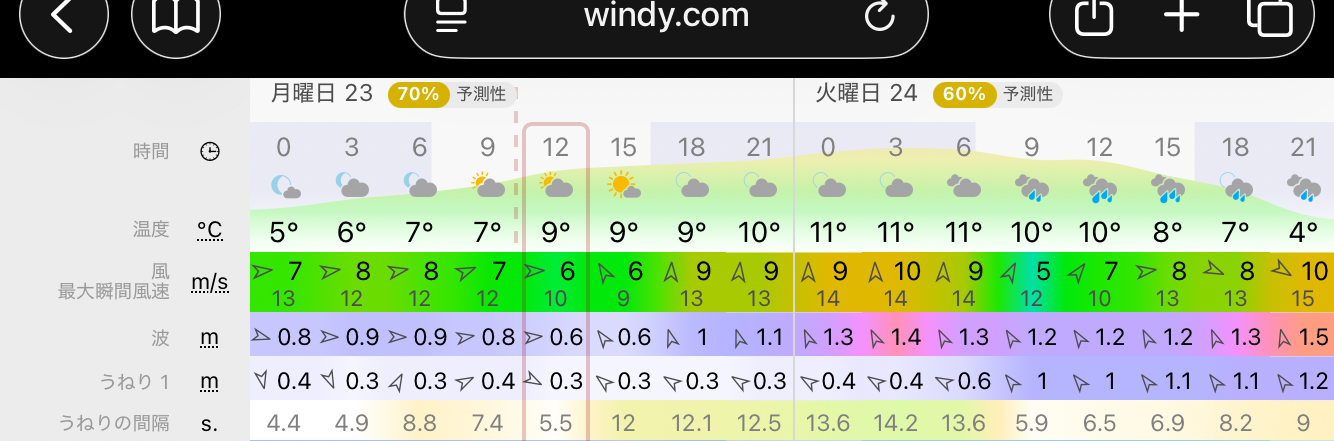 windy.com
月曜日 23 70% 予測性 火曜日 24 60% 予測性
時間 0 3 6 9 12 15 18 21 0 3 6 9 12 15 18 21
温度 °C 5° 6° 7° 7° 9° 9° 9° 10° 11° 11° 11° 10° 10° 8° 7° 4°
風 m/s 7 8 8 7 6 6 9 9 9 10 9 5 7 8 8 10
最大瞬間風速 13 12 12 12 10 9 13 13 14 14 14 12 10 13 13 15
波 m 0.8 0.9 0.9 0.8 0.6 0.6 1 1.1 1.3 1.4 1.3 1.2 1.2 1.2 1.3 1.5
うねり 1 m 0.4 0.3 0.3 0.4 0.3 0.3 0.3 0.3 0.4 0.4 0.6 1 1 1.1 1.1 1.2
うねりの間隔 s. 4.4 4.9 8.8 7.4 5.5 12 12.1 12.5 13.6 14.2 13.6 5.9 6.5 6.9 8.2 9